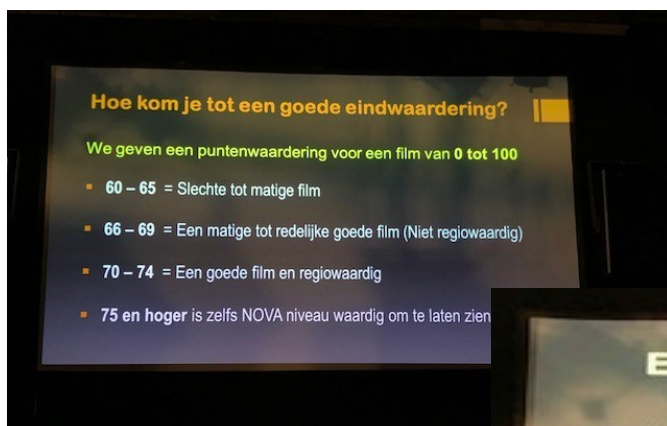 Hoe kom je tot een goede eindwaardering?
We geven een puntenwaardering voor een film van 0 tot 100
▪ 60 – 65 = Slechte tot matige film
▪ 66 – 69 = Een matige tot redelijke goede film (Niet regiowaardig)
▪ 70 – 74 = Een goede film en regiowaardig
▪ 75 en hoger is zelfs NOVA niveau waardig om te laten zien